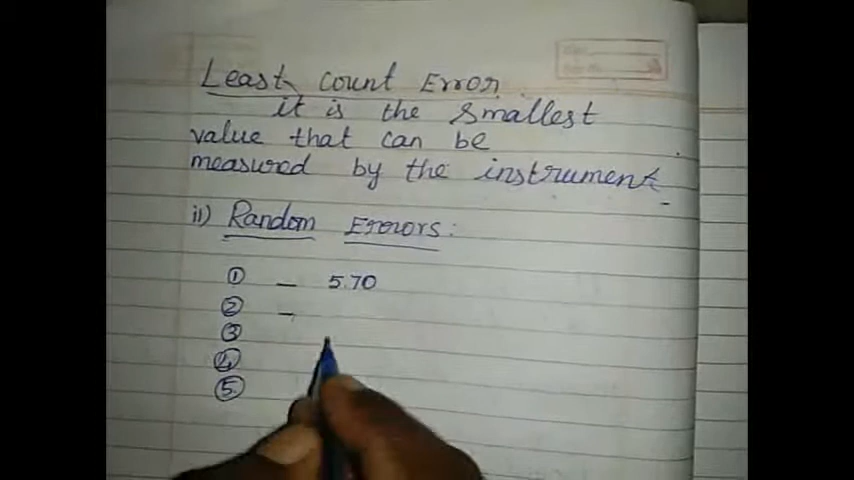 Least count Error
it is the smallest
value that can be
measured by the instrument
ii) Random Errors:
① — 5.70
② —
③
④
⑤